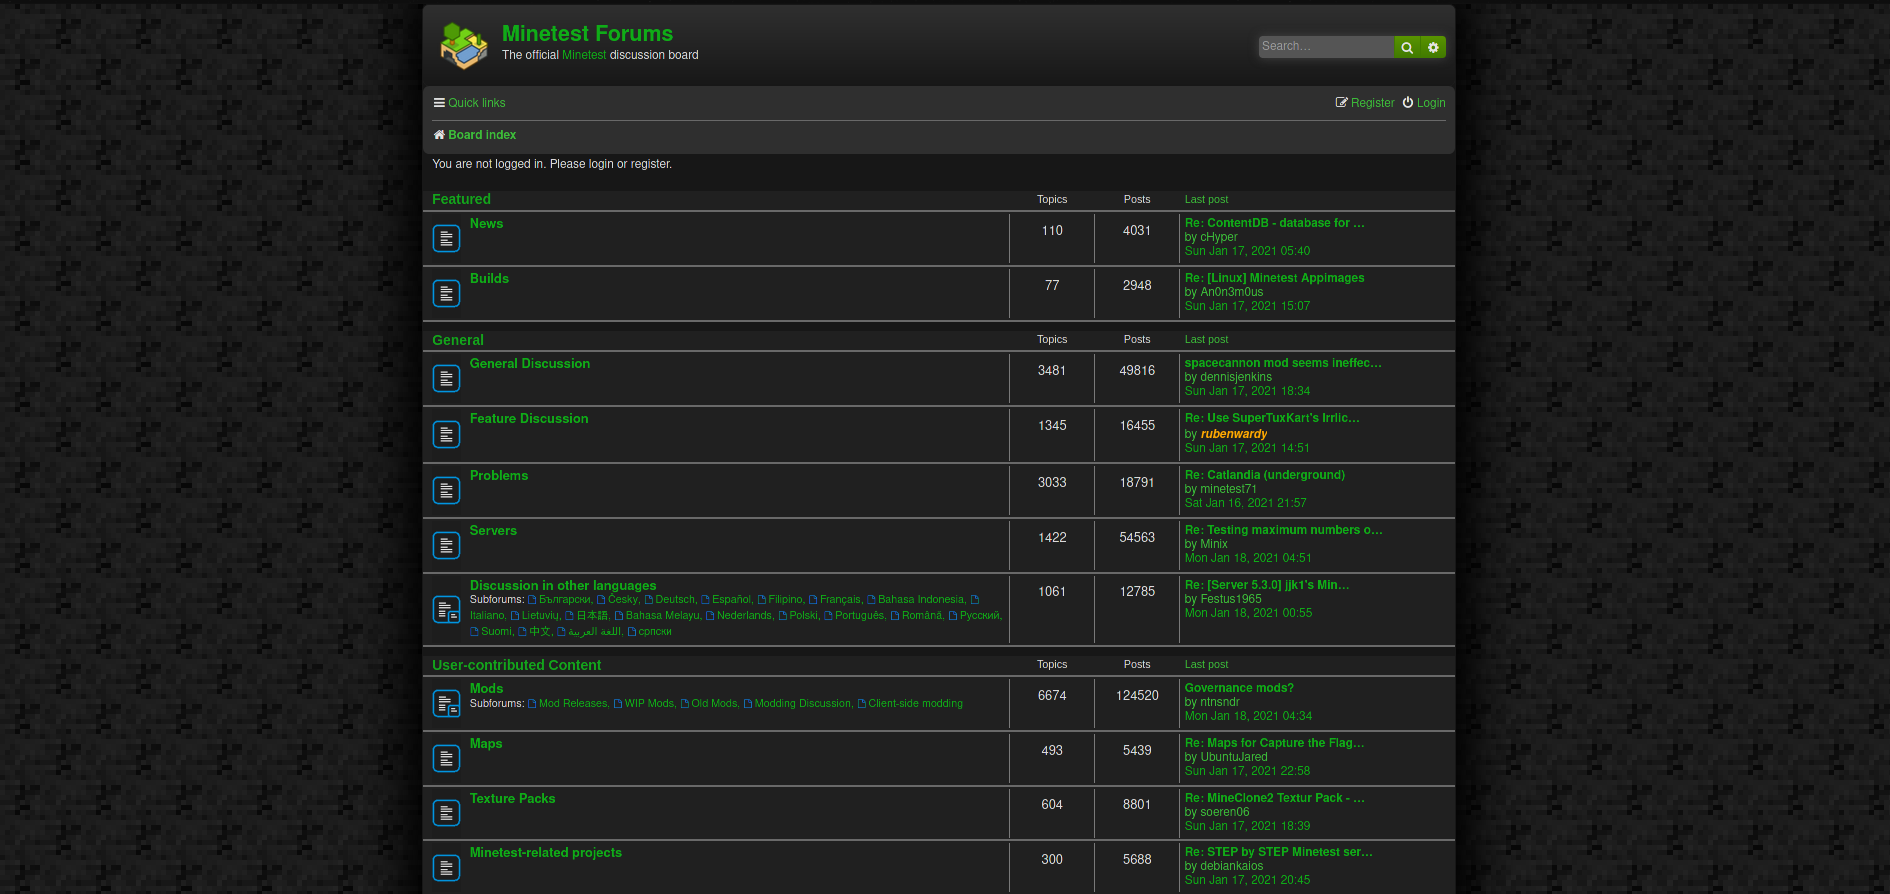 Minetest Forums
The official Minetest discussion board
Search…
Quick links
Register Login
Board index
You are not logged in. Please login or register.
Featured Topics Posts Last post
News 110 4031 Re: ContentDB - database for …
by cHyper
Sun Jan 17, 2021 05:40
Builds 77 2948 Re: [Linux] Minetest Appimages
by An0n3m0us
Sun Jan 17, 2021 15:07
General Topics Posts Last post
General Discussion 3481 49816 spacecannon mod seems ineffec…
by dennisjenkins
Sun Jan 17, 2021 18:34
Feature Discussion 1345 16455 Re: Use SuperTuxKart's Irrlic…
by rubenwardy
Sun Jan 17, 2021 14:51
Problems 3033 18791 Re: Catlandia (underground)
by minetest71
Sat Jan 16, 2021 21:57
Servers 1422 54563 Re: Testing maximum numbers o…
by Minix
Mon Jan 18, 2021 04:51
Discussion in other languages 1061 12785 Re: [Server 5.3.0] jjk1's Min…
Subforums: Български, Česky, Deutsch, Español, Filipino, Français, Bahasa Indonesia,
by Festus1965
Italiano, Lietuvių, 日本語, Bahasa Melayu, Nederlands, Polski, Português, Română, Русский,
Mon Jan 18, 2021 00:55
Suomi, 中文, اللغة العربية, српски
User-contributed Content Topics Posts Last post
Mods 6674 124520 Governance mods?
Subforums: Mod Releases, WIP Mods, Old Mods, Modding Discussion, Client-side modding
by ntnsndr
Mon Jan 18, 2021 04:34
Maps 493 5439 Re: Maps for Capture the Flag…
by UbuntuJared
Sun Jan 17, 2021 22:58
Texture Packs 604 8801 Re: MineClone2 Textur Pack - …
by soeren06
Sun Jan 17, 2021 18:39
Minetest-related projects 300 5688 Re: STEP by STEP Minetest ser…
by debiankaios
Sun Jan 17, 2021 20:45